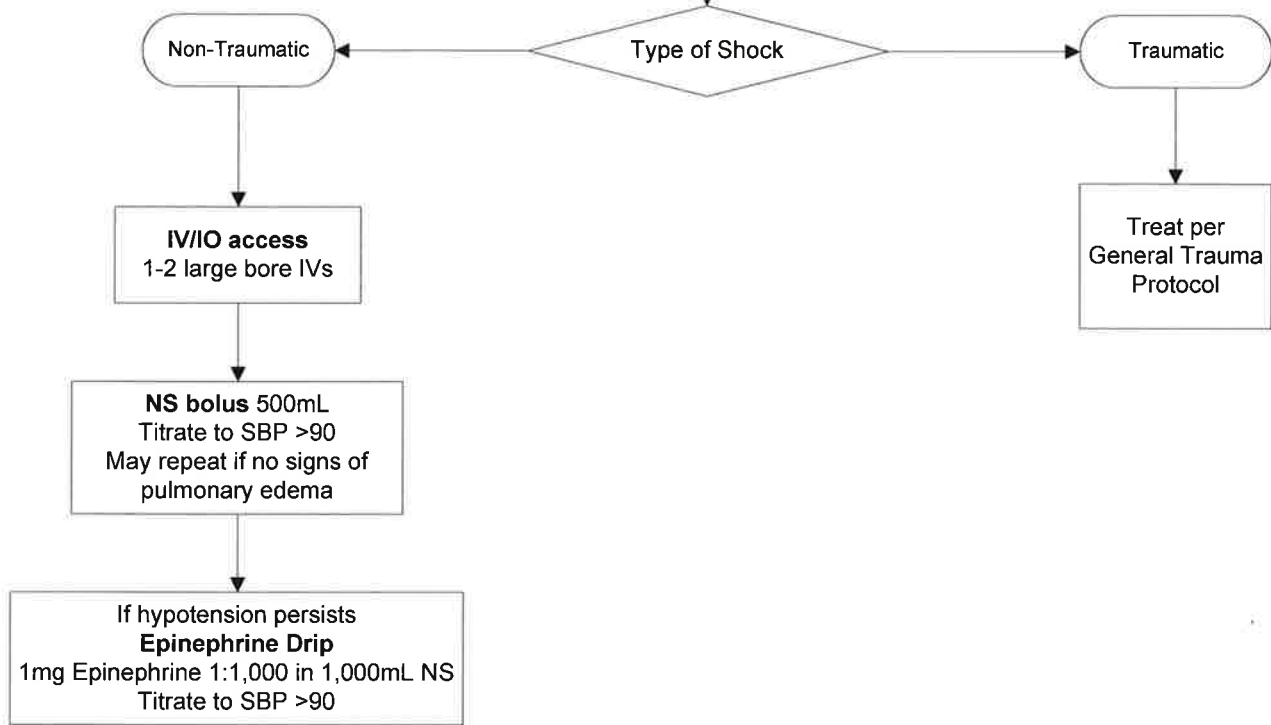 Non-Traumatic
Type of Shock
Traumatic
IV/IO access
1-2 large bore IVs
Treat per
General Trauma
Protocol
NS bolus 500mL
Titrate to SBP >90
May repeat if no signs of
pulmonary edema
If hypotension persists
Epinephrine Drip
1mg Epinephrine 1:1,000 in 1,000mL NS
Titrate to SBP >90